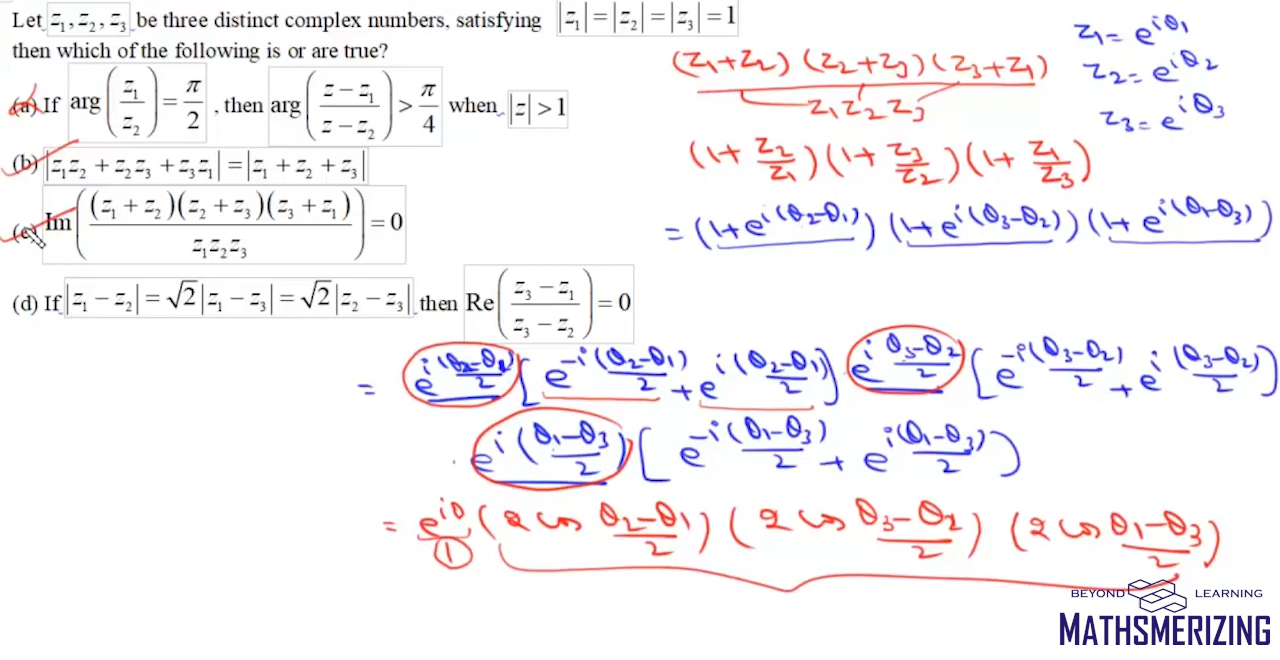 Let z₁, z₂, z₃ be three distinct complex numbers, satisfying |z₁| = |z₂| = |z₃| = 1
then which of the following is or are true?
(a) If arg(z₁/z₂) = π/2 , then arg((z − z₁)/(z − z₂)) > π/4 when |z| > 1
(b) |z₁z₂ + z₂z₃ + z₃z₁| = |z₁ + z₂ + z₃|
(c) Im((z₁ + z₂)(z₂ + z₃)(z₃ + z₁)/(z₁z₂z₃)) = 0
(d) If |z₁ − z₂| = √2|z₁ − z₃| = √2|z₂ − z₃| then Re((z₃ − z₁)/(z₃ − z₂)) = 0
z₁ = e^{iθ₁}
z₂ = e^{iθ₂}
z₃ = e^{iθ₃}
(z₁+z₂)(z₂+z₃)(z₃+z₁)
z₁z₂z₃
(1 + z₂/z₁)(1 + z₃/z₂)(1 + z₁/z₃)
= (1+e^{i(θ₂−θ₁)})(1+e^{i(θ₃−θ₂)})(1+e^{i(θ₁−θ₃)})
= e^{i(θ₂−θ₁)/2}[e^{−i(θ₂−θ₁)/2} + e^{i(θ₂−θ₁)/2}] · e^{i(θ₃−θ₂)/2}[e^{−i(θ₃−θ₂)/2} + e^{i(θ₃−θ₂)/2}]
· e^{i(θ₁−θ₃)/2}[e^{−i(θ₁−θ₃)/2} + e^{i(θ₁−θ₃)/2}]
= e^{i0}(2 cos (θ₂−θ₁)/2)(2 cos (θ₃−θ₂)/2)(2 cos (θ₁−θ₃)/2)
1
BEYOND LEARNING
MATHSMERIZING